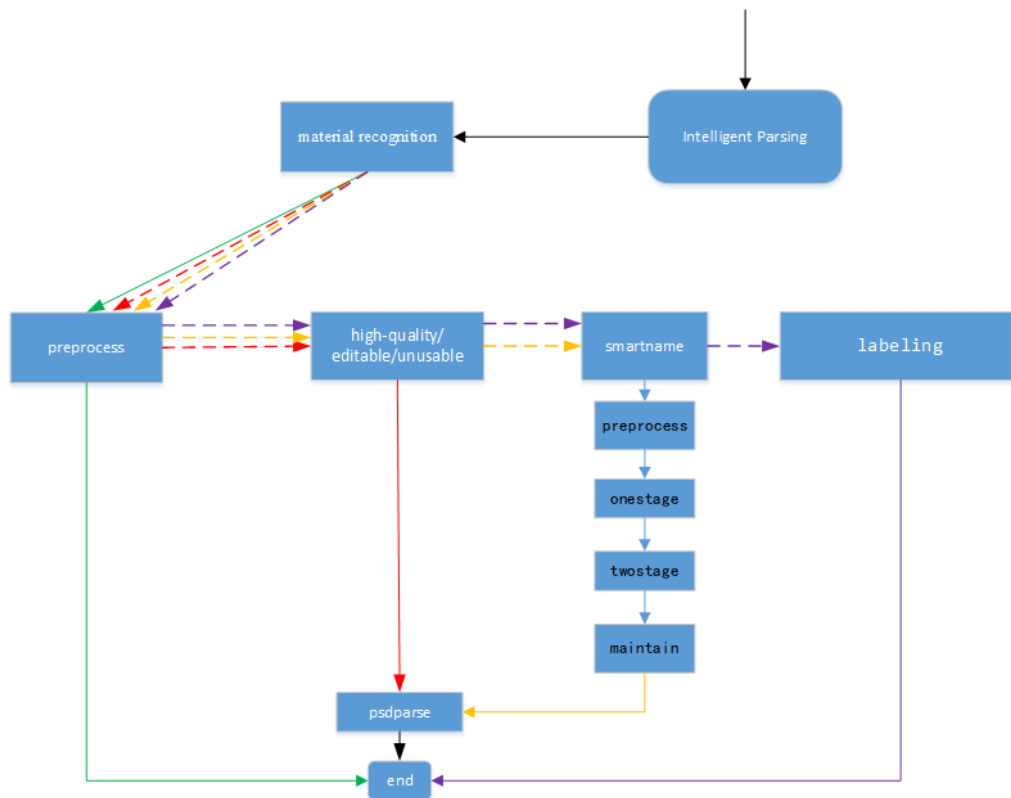 Intelligent Parsing
material recognition
preprocess
high-quality/
editable/unusable
smartname
labeling
preprocess
onestage
twostage
maintain
psdparse
end